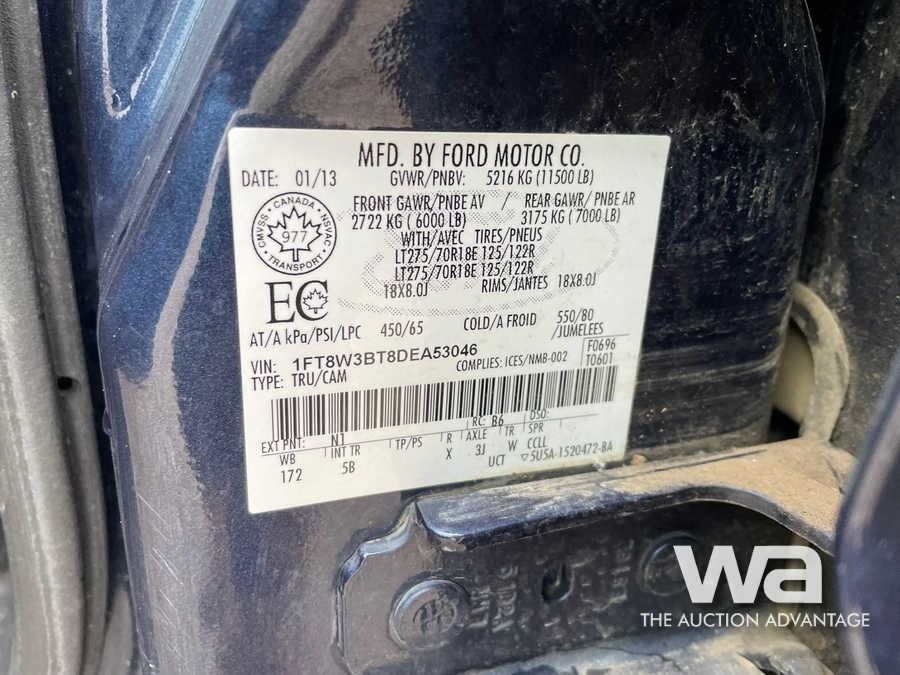 MFD. BY FORD MOTOR CO.
DATE: 01/13 GVWR/PNBV: 5216 KG (11500 LB)
FRONT GAWR/PNBE AV / REAR GAWR/ PNBE AR
2722 KG ( 6000 LB) 3175 KG ( 7000 LB)
WITH/AVEC TIRES/PNEUS
LT275/70R18E 125/122R
LT275/70R18E 125/122R
18X8.0J RIMS/JANTES 18X8.0J
CANADA
CMVSS NSVAC
977
TRANSPORT
EC
AT/A kPa/PSI/LPC 450/65 COLD/A FROID 550/80
/JUMELEES
VIN: 1FT8W3BT8DEA53046 COMPLIES: ICES/NMB-002
F0696
T0601
TYPE: TRU/CAM
EXT PNT: N1 RC: B6 DSO:
WB INT TR TP/PS R AXLE TR SPR
172 5B X 3J W CCLL
UCT ▽5U5A-1520472-BA
wa
THE AUCTION ADVANTAGE